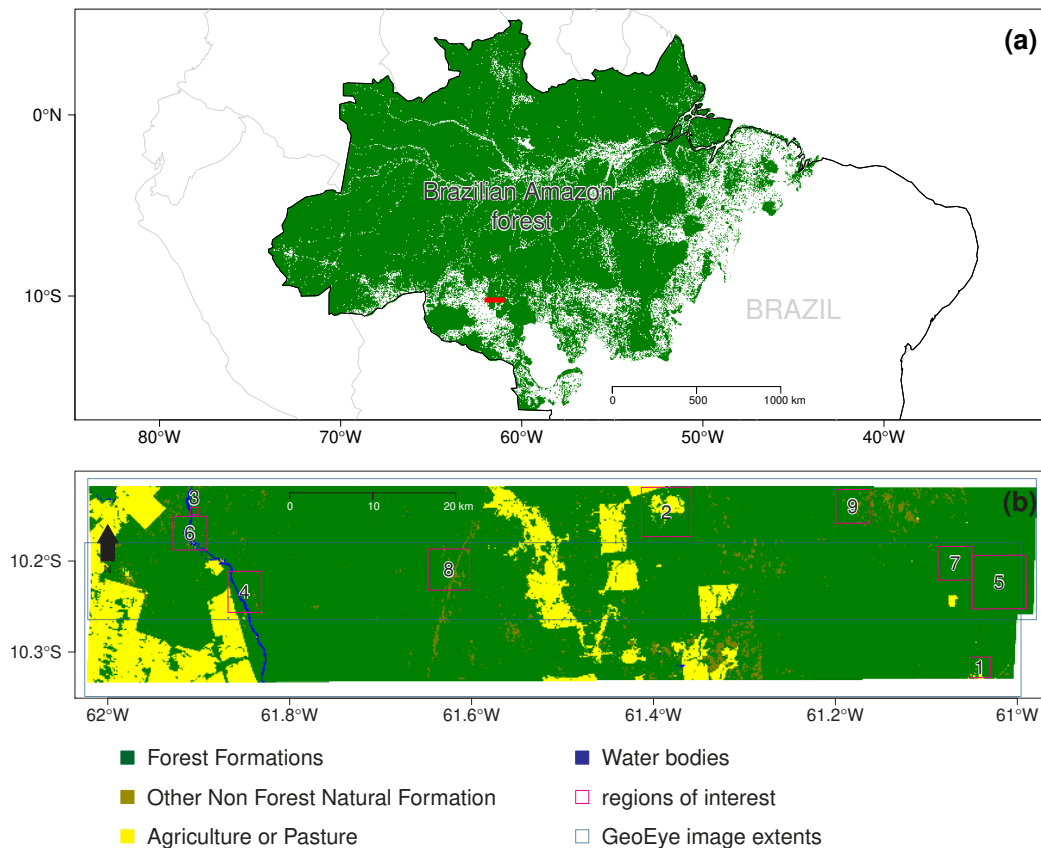 (a)
0°N
Brazilian Amazon
forest
10°S
BRAZIL
0 500 1000 km
80°W 70°W 60°W 50°W 40°W
(b)
3 0 10 20 km 2 9
6
10.2°S 4 8 7 5
10.3°S 1
62°W 61.8°W 61.6°W 61.4°W 61.2°W 61°W
Forest Formations Water bodies
Other Non Forest Natural Formation regions of interest
Agriculture or Pasture GeoEye image extents